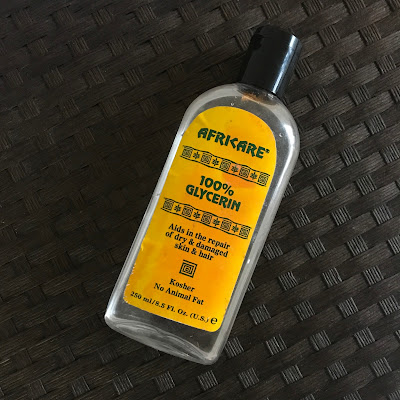 AFRICARE®
100%
GLYCERIN
Aids in the repair
of dry & damaged
skin & hair
Kosher
No Animal Fat
250 ml/8.5 Fl. Oz. (U.S.) e